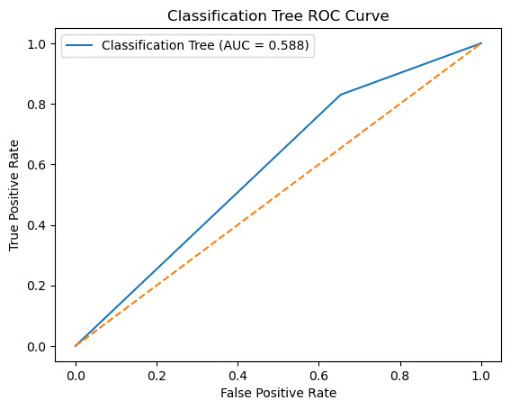 Classification Tree ROC Curve
Classification Tree (AUC = 0.588)
True Positive Rate
1.0
0.8
0.6
0.4
0.2
0.0
0.0 0.2 0.4 0.6 0.8 1.0
False Positive Rate